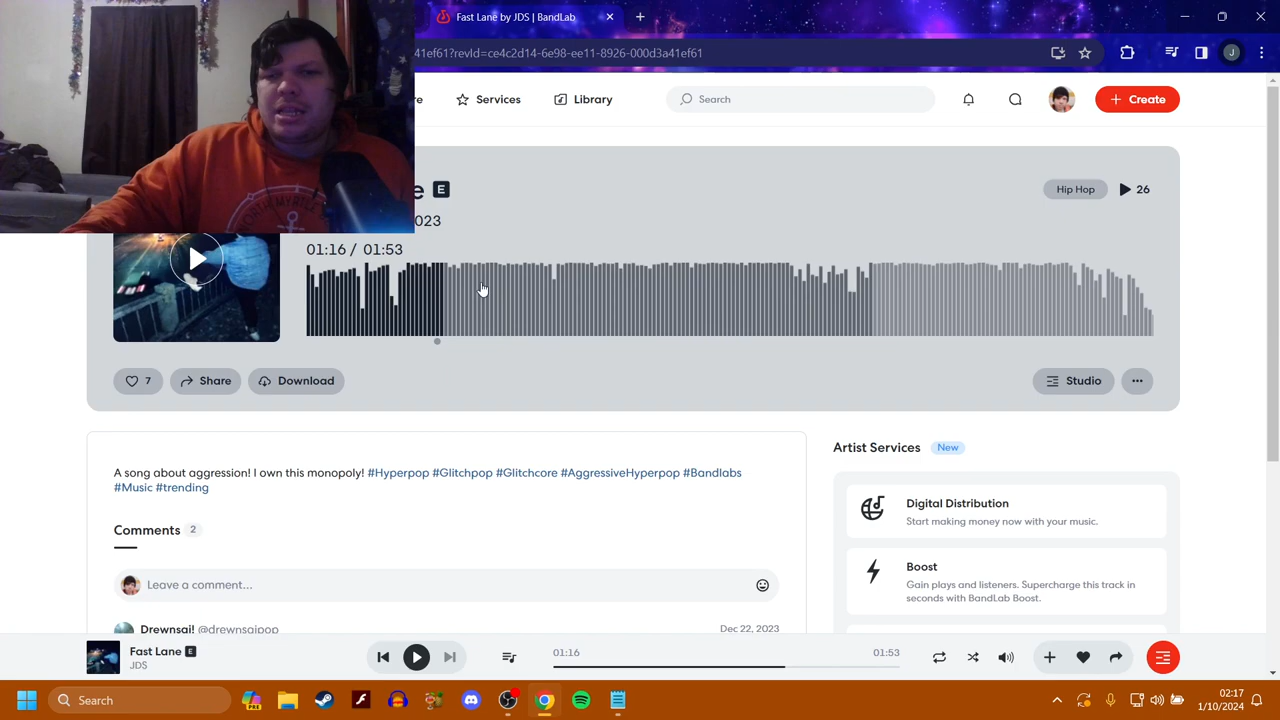 Fast Lane by JDS | BandLab
41ef61?revId=ce4c2d14-6e98-ee11-8926-000d3a41ef61
J
re
Services
Library
Search
Create
e E
Hip Hop
26
023
01:16 / 01:53
7
Share
Download
Studio
A song about aggression! I own this monopoly! #Hyperpop #Glitchpop #Glitchcore #AggressiveHyperpop #Bandlabs
#Music #trending
Artist Services
New
Digital Distribution
Start making money now with your music.
Comments
2
Boost
Gain plays and listeners. Supercharge this track in
seconds with BandLab Boost.
Leave a comment...
Drewnsai! @drewnsaipop
Dec 22, 2023
Fast Lane E
JDS
01:16
01:53
Search
PRE
02:17
1/10/2024